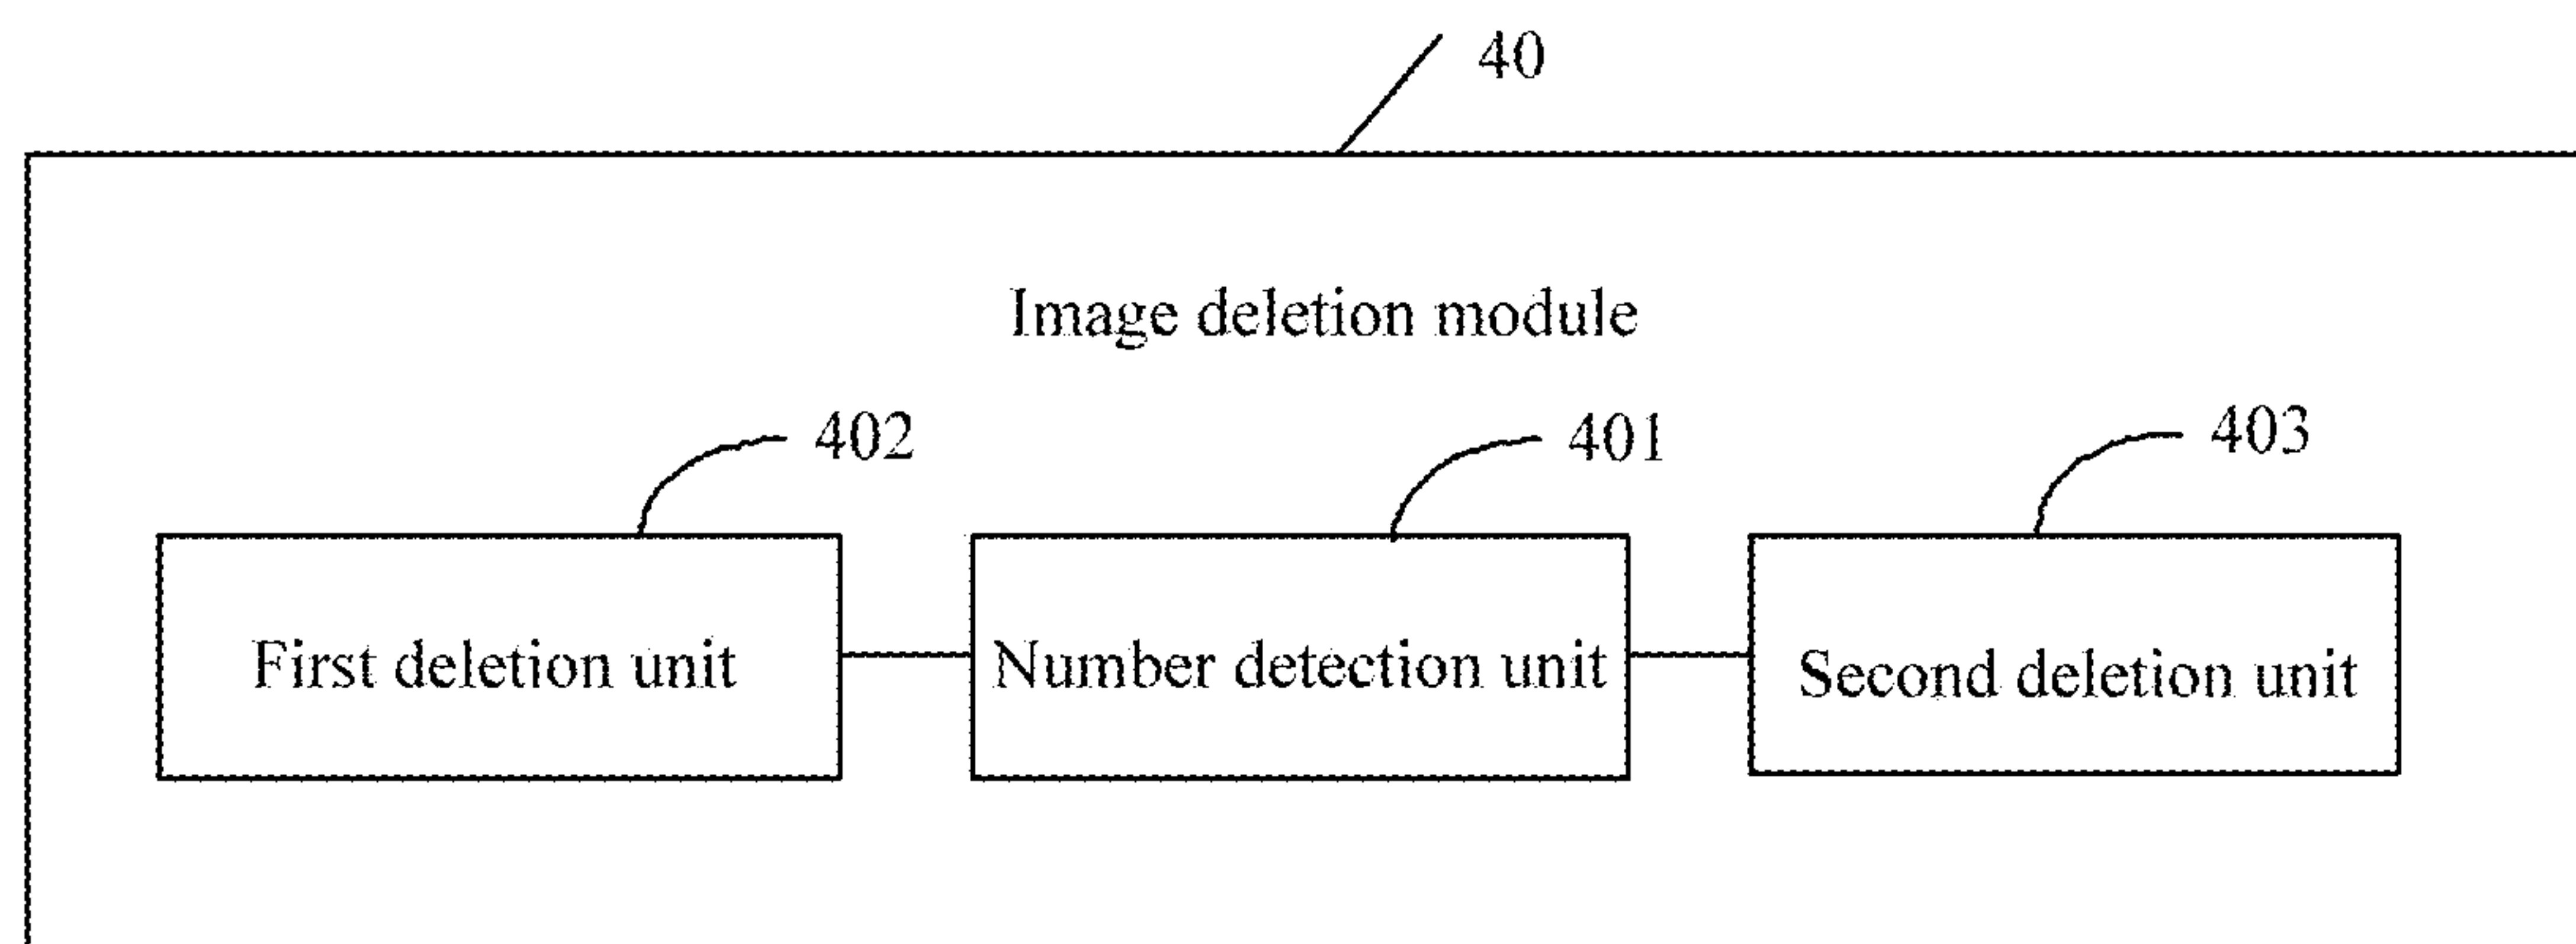 40
Image deletion module
402
401
403
First deletion unit
Number detection unit
Second deletion unit